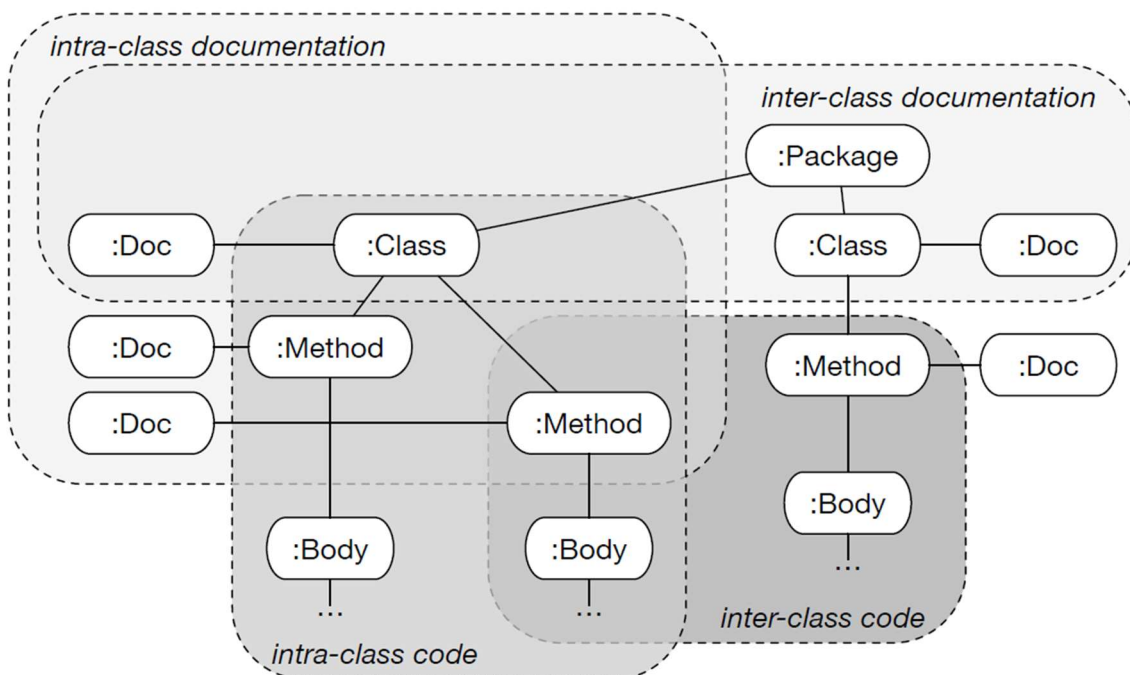 intra-class documentation
inter-class documentation
:Package
:Doc
:Class
:Class
:Doc
:Doc
:Method
:Method
:Doc
:Doc
:Method
:Body
:Body
:Body
...
...
...
inter-class code
intra-class code